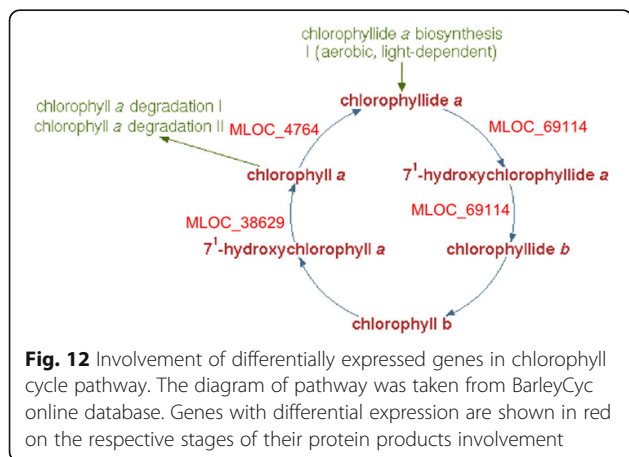 chlorophyllide a biosynthesis
I (aerobic, light-dependent)
chlorophyll a degradation I
chlorophyll a degradation II
chlorophyllide a
MLOC_4764
MLOC_69114
chlorophyll a
7¹-hydroxychlorophyllide a
MLOC_38629
MLOC_69114
7¹-hydroxychlorophyll a
chlorophyllide b
chlorophyll b
Fig. 12 Involvement of differentially expressed genes in chlorophyll
cycle pathway. The diagram of pathway was taken from BarleyCyc
online database. Genes with differential expression are shown in red
on the respective stages of their protein products involvement